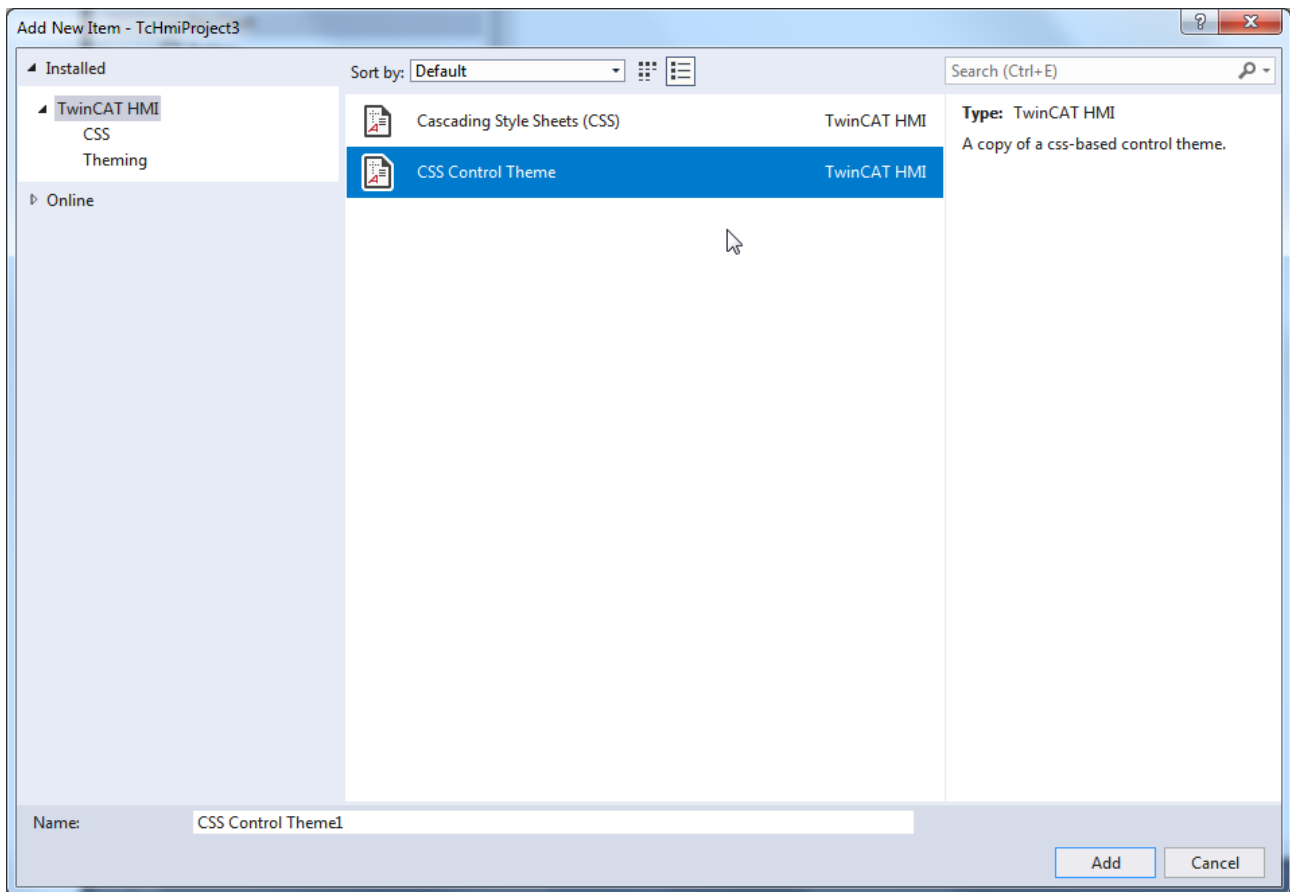 Add New Item - TcHmiProject3
Installed
TwinCAT HMI
CSS
Theming
Online
Sort by: Default
Cascading Style Sheets (CSS) TwinCAT HMI
CSS Control Theme TwinCAT HMI
Search (Ctrl+E)
Type: TwinCAT HMI
A copy of a css-based control theme.
Name: CSS Control Theme1
Add Cancel